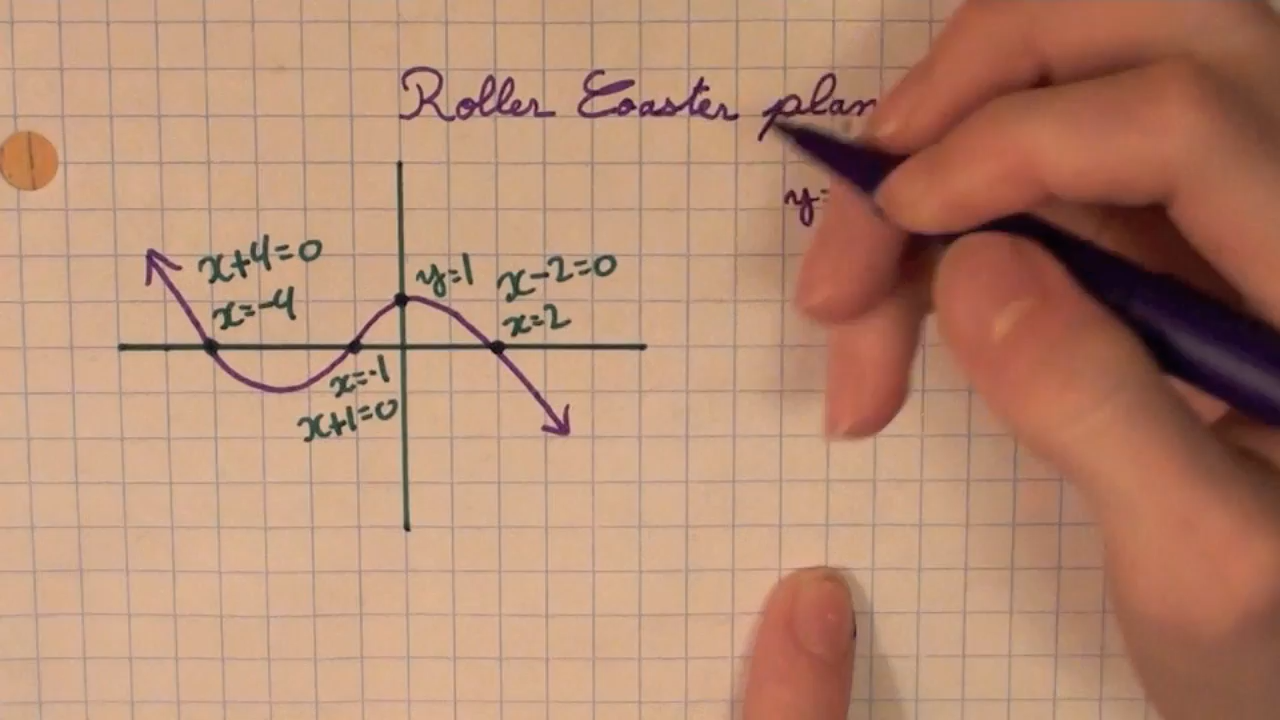 Roller Coaster plan
y=
x+4=0
x=-4
y=1
x-2=0
x=2
x=-1
x+1=0